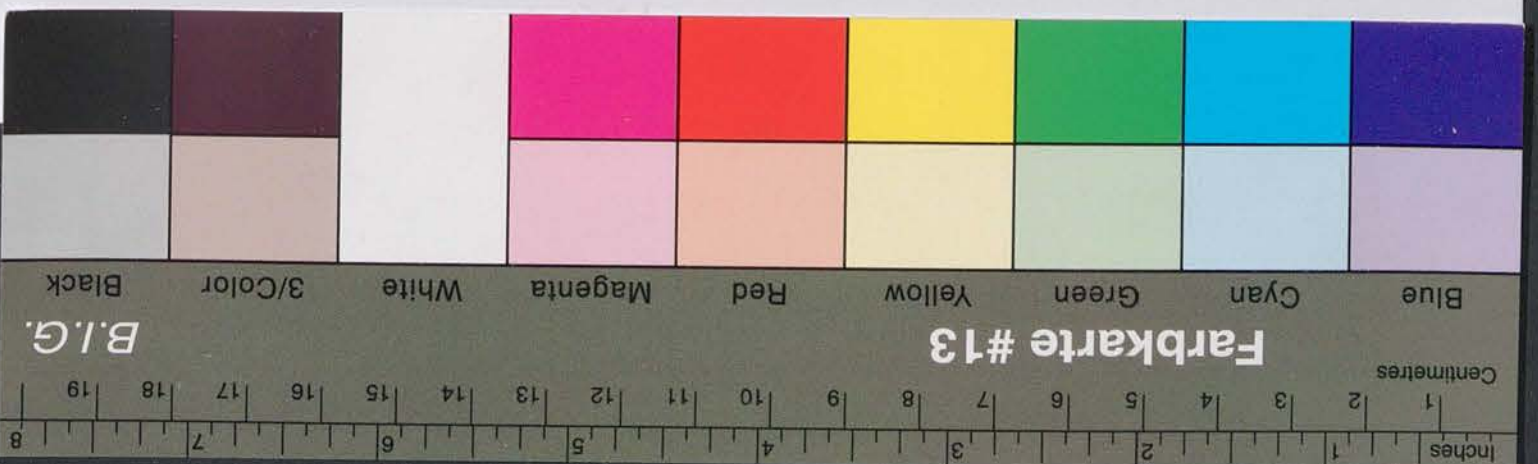 Inches 1 2 3 4 5 6 7 8
Centimetres 1 2 3 4 5 6 7 8 9 10 11 12 13 14 15 16 17 18 19
Farbkarte #13 B.I.G.
Blue Cyan Green Yellow Red Magenta White 3/Color Black